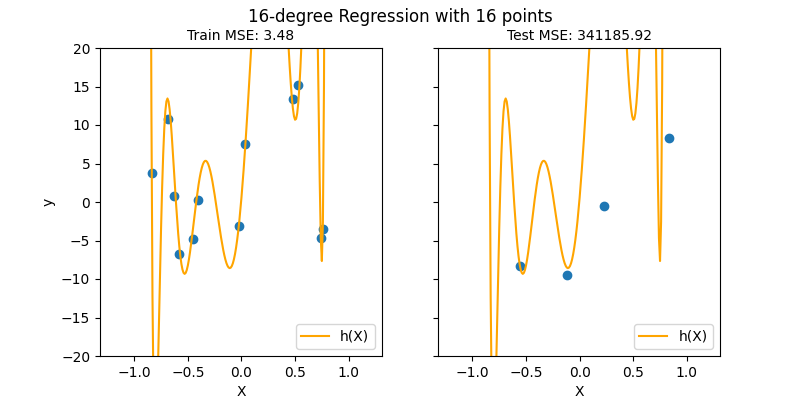 16-degree Regression with 16 points
Train MSE: 3.48
Test MSE: 341185.92
20
15
10
5
0
−5
−10
−15
−20
y
h(X)
h(X)
−1.0 −0.5 0.0 0.5 1.0
−1.0 −0.5 0.0 0.5 1.0
X
X